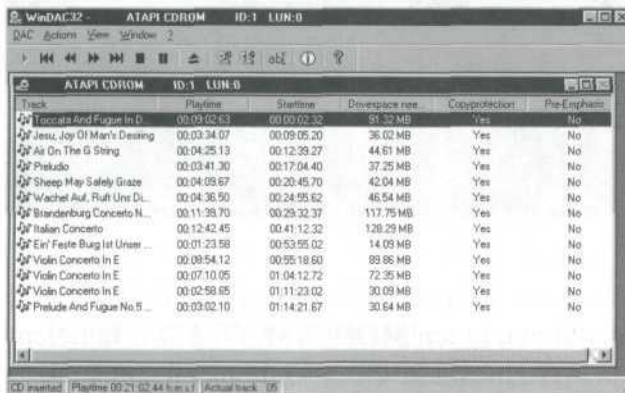 WinDAC32 - ATAPI CDROM ID:1 LUN:0
DAC Actions View Window ?
abl
ATAPI CDROM ID:1 LUN:0
Track Playtime Starttime Drivespace nee... Copyprotection Pre-Emphasis
Toccata And Fugue In D... 00:09:02.63 00:00:02.32 91.32 MB Yes No
Jesu, Joy Of Man's Desiring 00:03:34.07 00:09:05.20 36.02 MB Yes No
Air On The G String 00:04:25.13 00:12:39.27 44.61 MB Yes No
Preludio 00:03:41.30 00:17:04.40 37.25 MB Yes No
Sheep May Safely Graze 00:04:09.67 00:20:45.70 42.04 MB Yes No
Wachet Auf, Ruft Uns Di... 00:04:36.50 00:24:55.62 46.54 MB Yes No
Brandenburg Concerto N... 00:11:39.70 00:29:32.37 117.75 MB Yes No
Italian Concerto 00:12:42.45 00:41:12.32 128.29 MB Yes No
Ein' Feste Burg Ist Unser ... 00:01:23.58 00:53:55.02 14.09 MB Yes No
Violin Concerto In E 00:08:54.12 00:55:18.60 89.86 MB Yes No
Violin Concerto In E 00:07:10.05 01:04:12.72 72.35 MB Yes No
Violin Concerto In E 00:02:58.65 01:11:23.02 30.09 MB Yes No
Prelude And Fugue No.5 ... 00:03:02.10 01:14:21.67 30.64 MB Yes No
CD inserted Playtime 00:21:02.44 h:m:s.f Actual track : 05